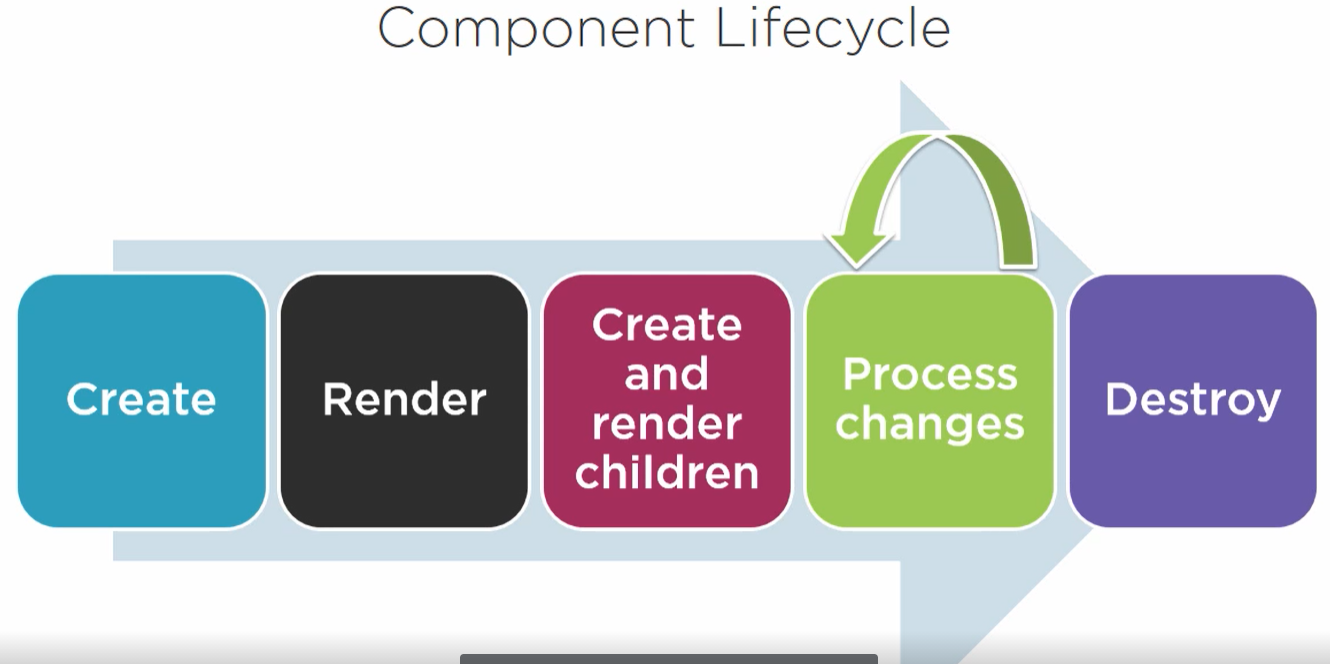 Component Lifecycle
Create
Render
Create
and
render
children
Process
changes
Destroy